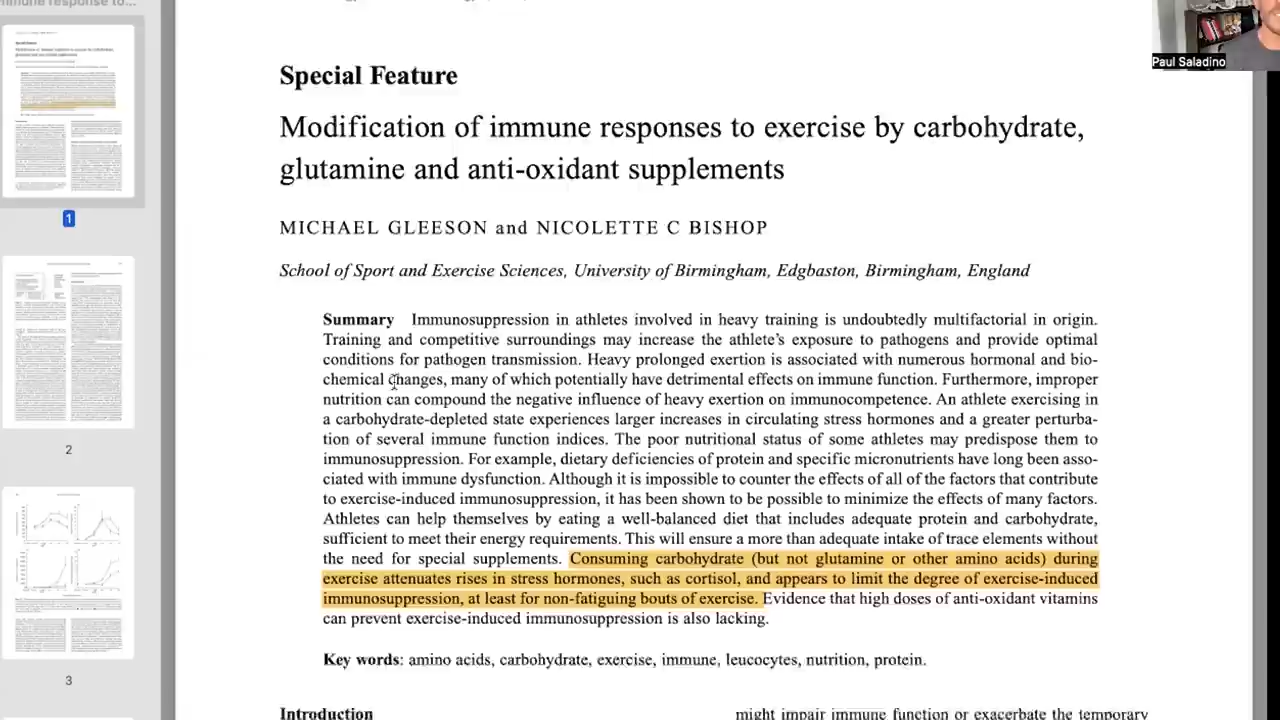 mmune response to...
Paul Saladino
Special Feature
Modification of immune responses to exercise by carbohydrate,
glutamine and anti-oxidant supplements
MICHAEL GLEESON and NICOLETTE C BISHOP
School of Sport and Exercise Sciences, University of Birmingham, Edgbaston, Birmingham, England
Summary Immunosuppression in athletes involved in heavy training is undoubtedly multifactorial in origin.
Training and competitive surroundings may increase the athlete's exposure to pathogens and provide optimal
conditions for pathogen transmission. Heavy prolonged exertion is associated with numerous hormonal and bio-
chemical changes, many of which potentially have detrimental effects on immune function. Furthermore, improper
nutrition can compound the negative influence of heavy exertion on immunocompetence. An athlete exercising in
a carbohydrate-depleted state experiences larger increases in circulating stress hormones and a greater perturba-
tion of several immune function indices. The poor nutritional status of some athletes may predispose them to
immunosuppression. For example, dietary deficiencies of protein and specific micronutrients have long been asso-
ciated with immune dysfunction. Although it is impossible to counter the effects of all of the factors that contribute
to exercise-induced immunosuppression, it has been shown to be possible to minimize the effects of many factors.
Athletes can help themselves by eating a well-balanced diet that includes adequate protein and carbohydrate,
sufficient to meet their energy requirements. This will ensure a more than adequate intake of trace elements without
the need for special supplements. Consuming carbohydrate (but not glutamine or other amino acids) during
exercise attenuates rises in stress hormones, such as cortisol, and appears to limit the degree of exercise-induced
immunosuppression, at least for non-fatiguing bouts of exercise. Evidence that high doses of anti-oxidant vitamins
can prevent exercise-induced immunosuppression is also lacking.
Key words: amino acids, carbohydrate, exercise, immune, leucocytes, nutrition, protein.
Introduction
might impair immune function or exacerbate the temporary
1
2
3